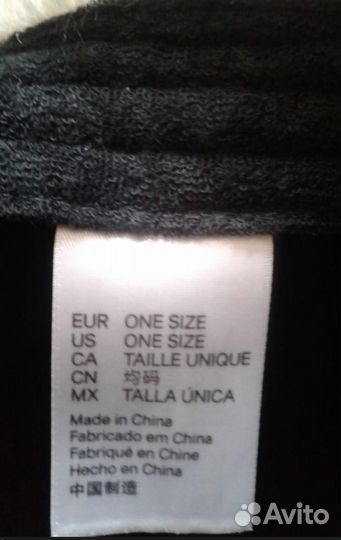 EUR ONE SIZE
US ONE SIZE
CA TAILLE UNIQUE
CN 均码
MX TALLA ÚNICA
Made in China
Fabricado em China
Fabriqué en Chine
Hecho en China
中国制造
Avito